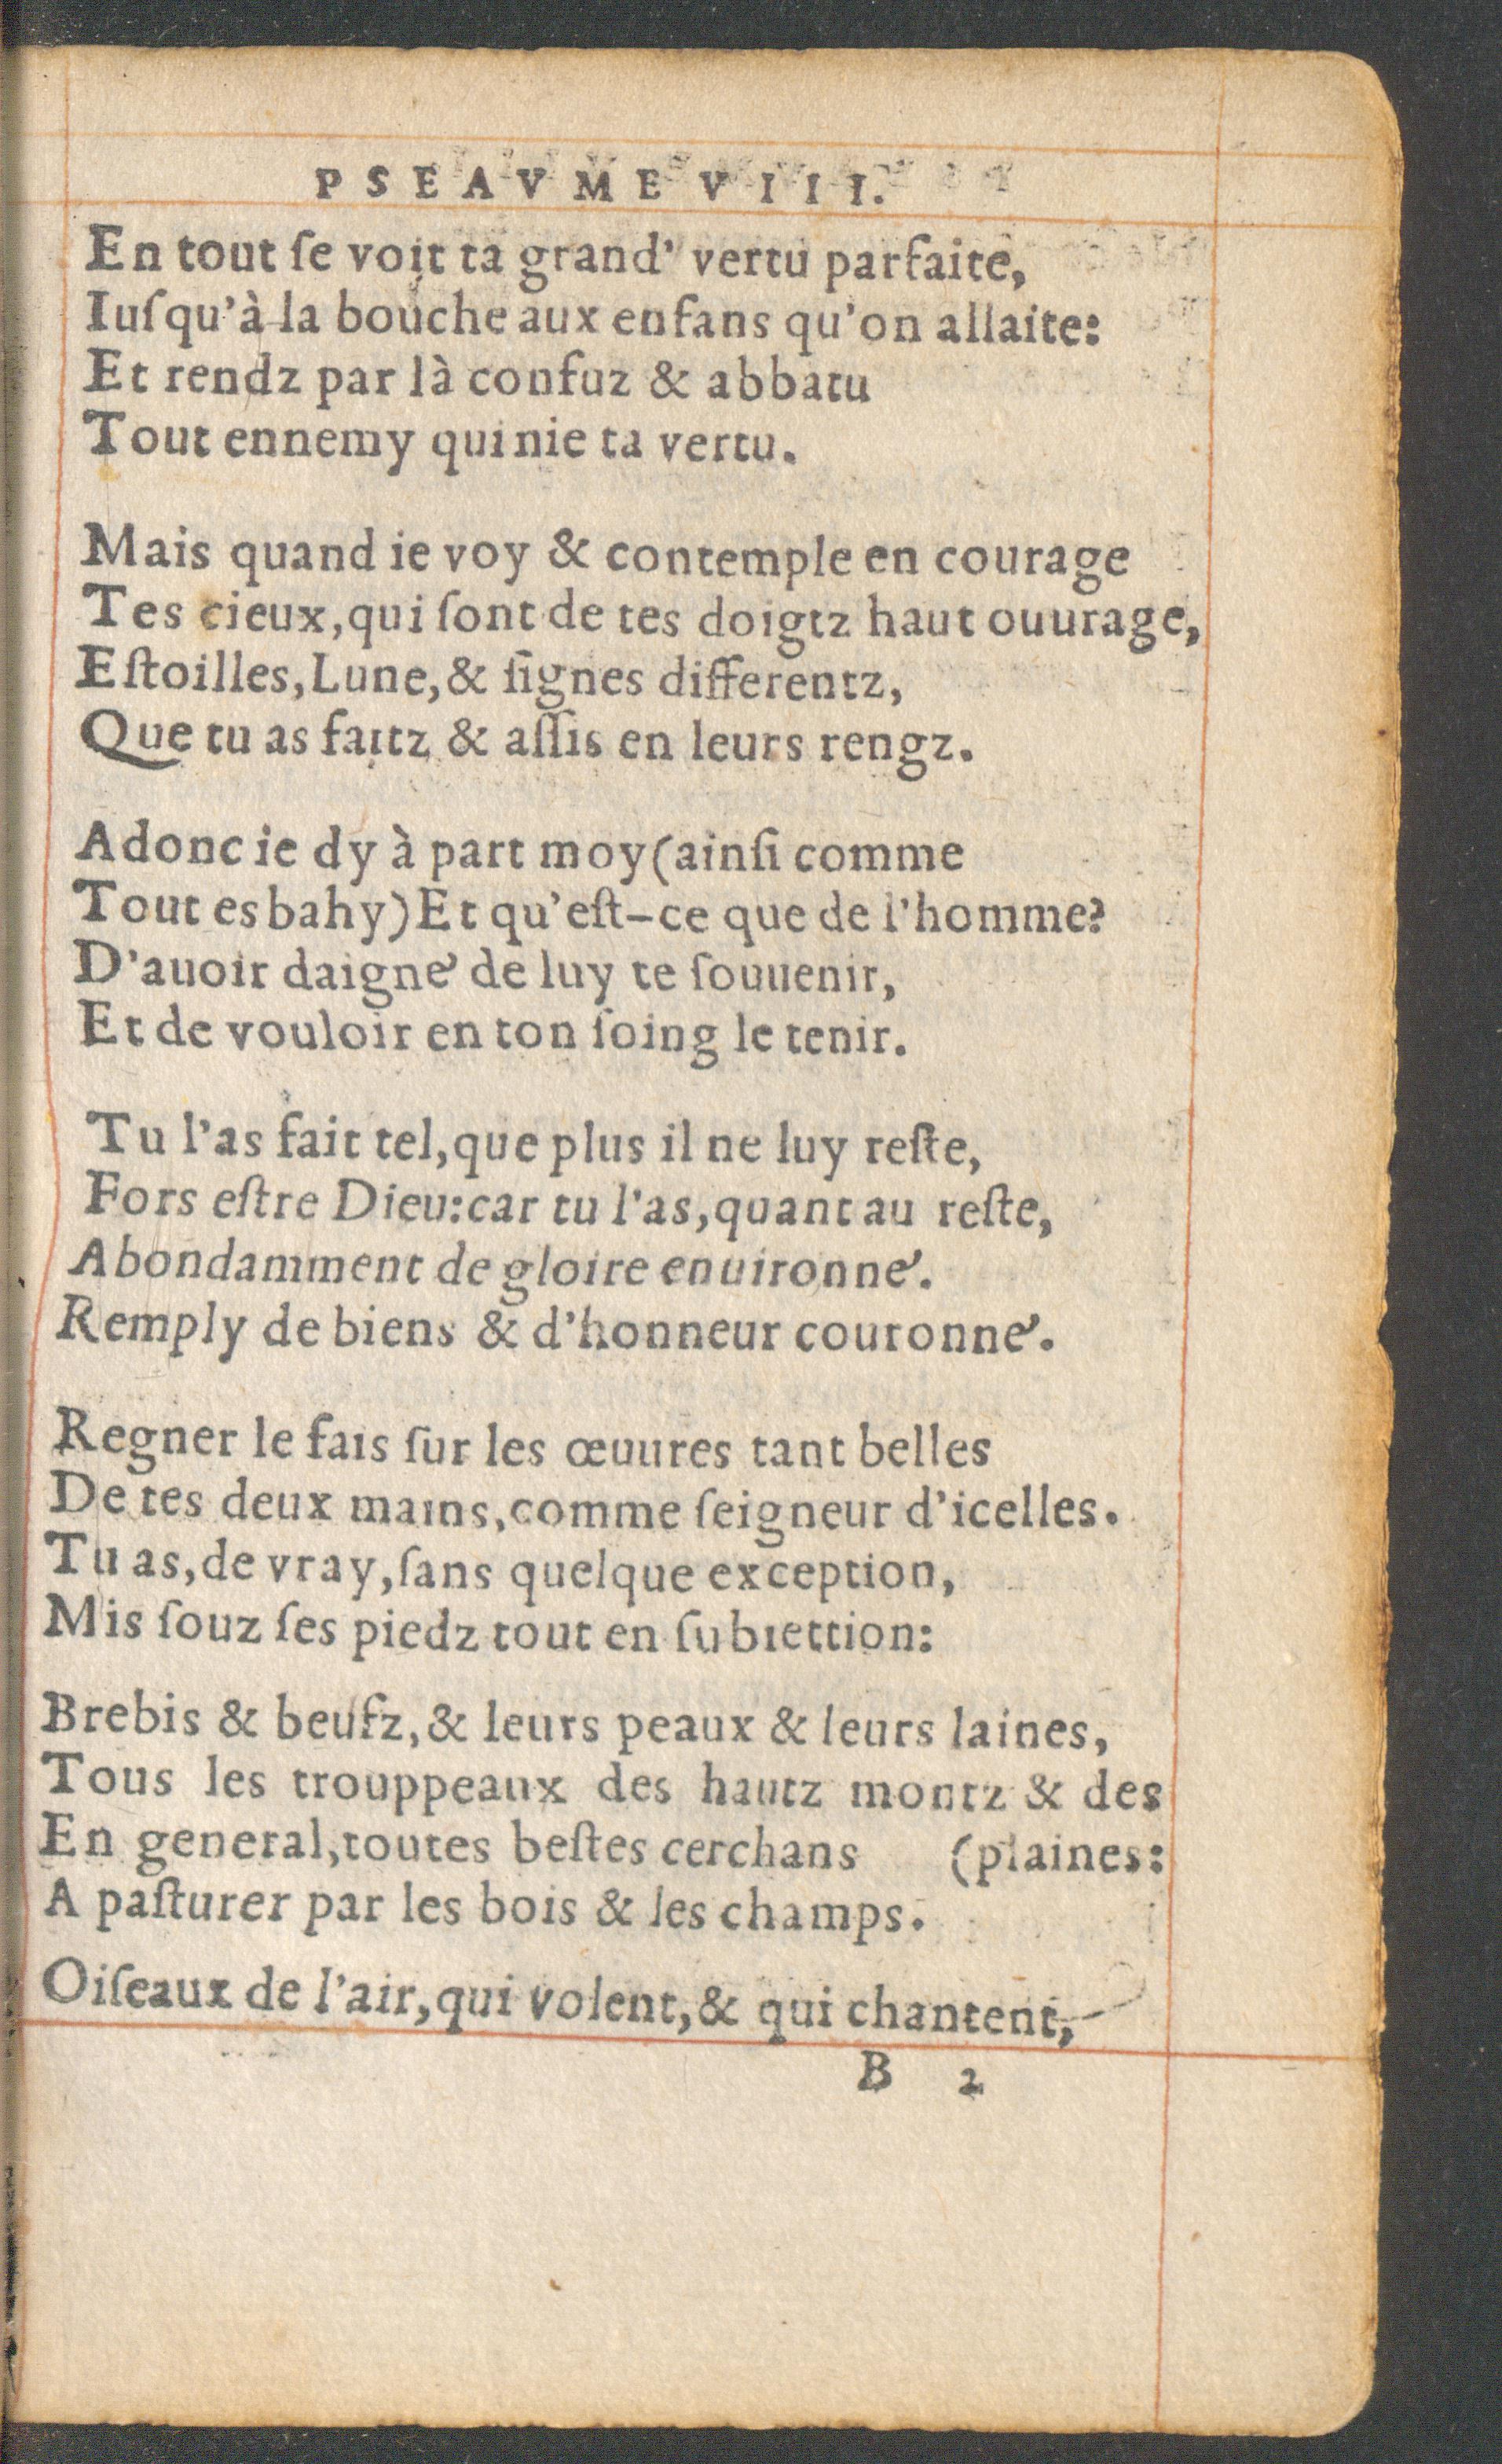 PSEAVME VIII.
En tout ſe voit ta grand' vertu parfaite,
Iuſqu'à la bouche aux enfans qu'on allaite:
Et rendz par là confuz & abbatu
Tout ennemy qui nie ta vertu.
Mais quand ie voy & contemple en courage
Tes cieux, qui ſont de tes doigtz haut ouurage,
Eſtoilles, Lune, & ſignes differentz,
Que tu as faitz & aſſis en leurs rengz.
Adonc ie dy à part moy (ainſi comme
Tout esbahy) Et qu'eſt-ce que de l'homme?
D'auoir daigné de luy te ſouuenir,
Et de vouloir en ton ſoing le tenir.
Tu l'as fait tel, que plus il ne luy reſte,
Fors eſtre Dieu: car tu l'as, quant au reſte,
Abondamment de gloire enuironné.
Remply de biens & d'honneur couronné.
Regner le fais ſur les œuures tant belles
De tes deux mains, comme ſeigneur d'icelles.
Tu as, de vray, ſans quelque exception,
Mis ſouz ſes piedz tout en ſubiettion:
Brebis & beufz, & leurs peaux & leurs laines,
Tous les trouppeaux des hautz montz & des
En general, toutes beſtes cerchans (plaines:
A paſturer par les bois & les champs.
Oiſeaux de l'air, qui volent, & qui chantent,
B 2